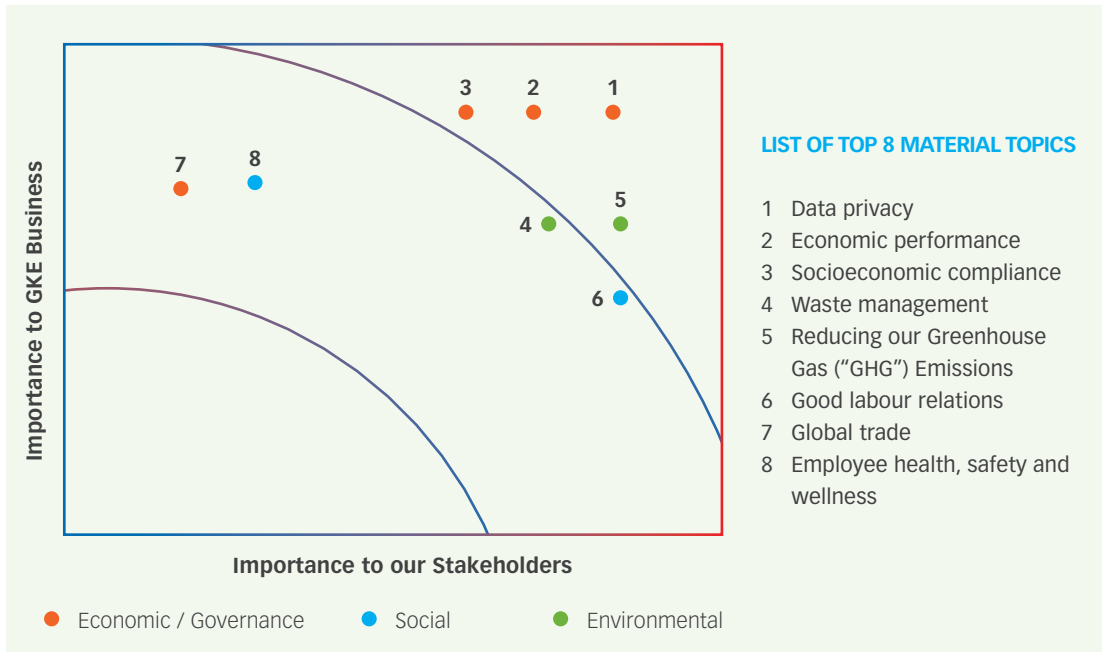 3
2
1
7
8
5
4
6
Importance to GKE Business
Importance to our Stakeholders
Economic / Governance
Social
Environmental
LIST OF TOP 8 MATERIAL TOPICS
1 Data privacy
2 Economic performance
3 Socioeconomic compliance
4 Waste management
5 Reducing our Greenhouse
Gas (“GHG”) Emissions
6 Good labour relations
7 Global trade
8 Employee health, safety and
wellness